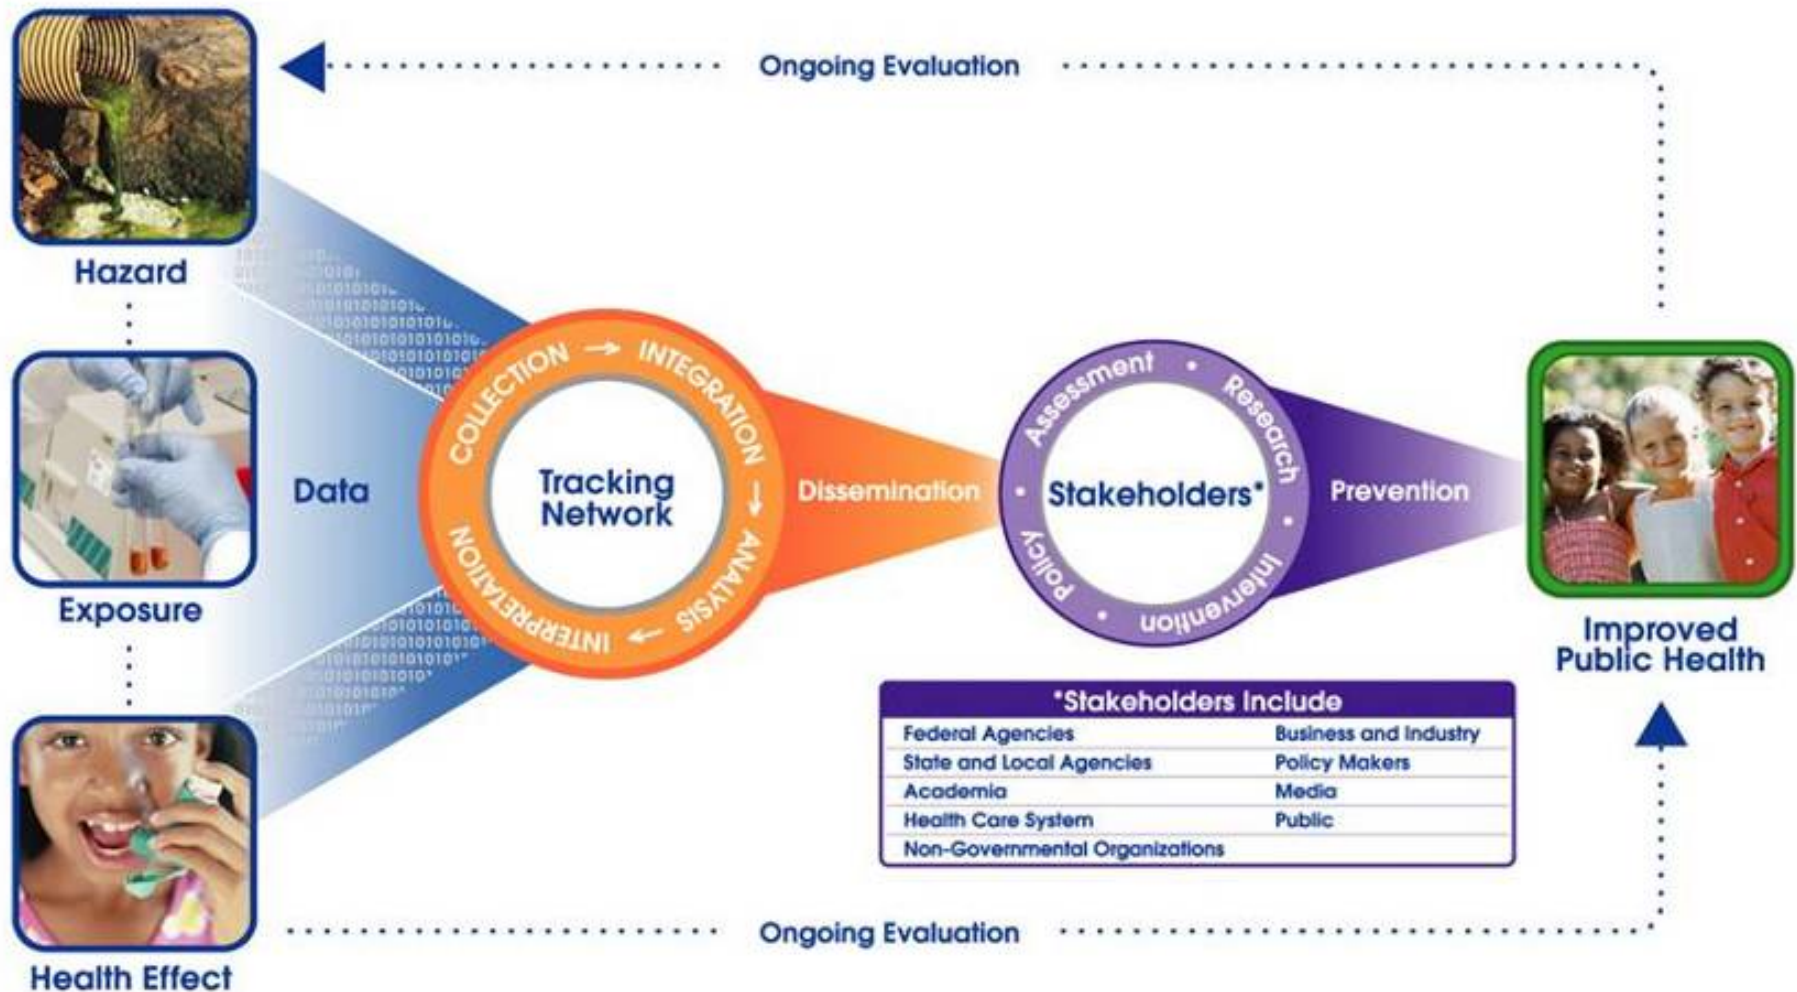 Ongoing Evaluation
Hazard
Exposure
Health Effect
Data
COLLECTION → INTEGRATION → ANALYSIS → INTERPRETATION
Tracking
Network
Dissemination
Assessment • Research • Intervention • Policy •
Stakeholders*
Prevention
Improved
Public Health
*Stakeholders Include
Federal Agencies
Business and Industry
State and Local Agencies
Policy Makers
Academia
Media
Health Care System
Public
Non-Governmental Organizations
Ongoing Evaluation